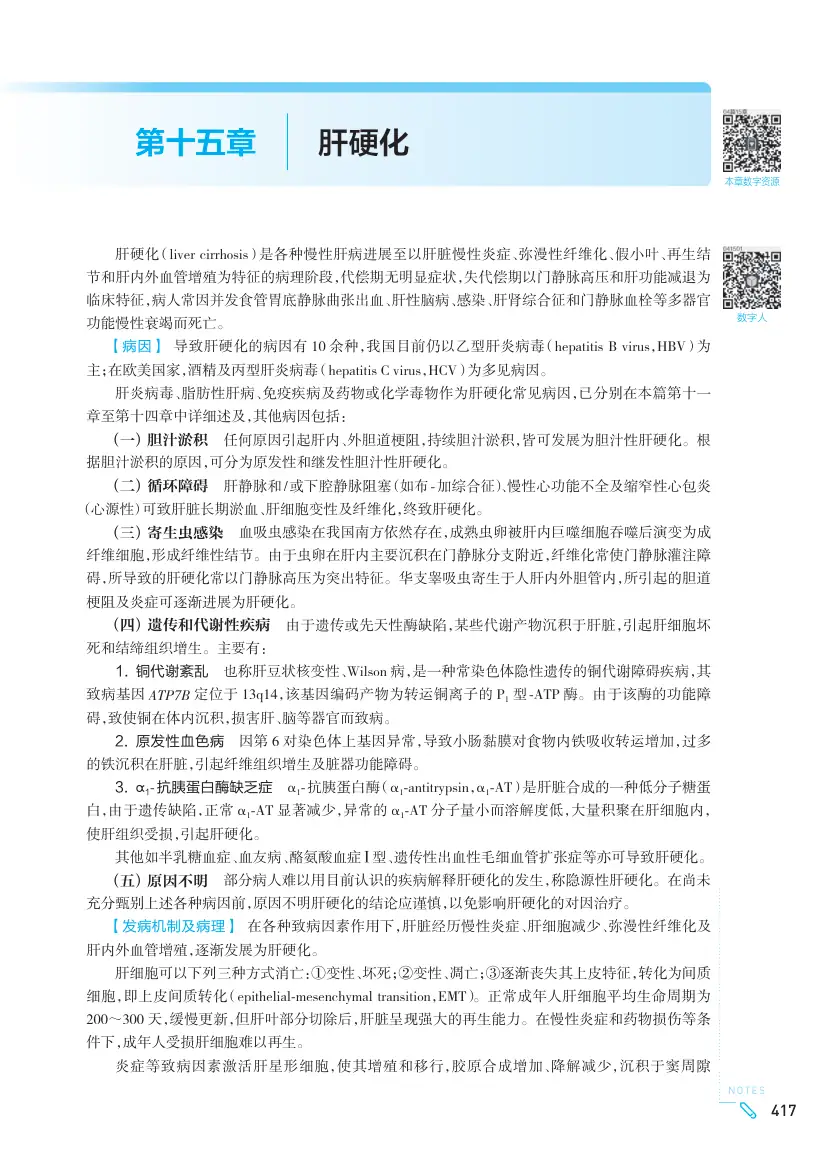 第十五章
肝硬化
04篇15章
本章数字资源
041501
数字人
肝硬化（liver cirrhosis）是各种慢性肝病进展至以肝脏慢性炎症、弥漫性纤维化、假小叶、再生结
节和肝内外血管增殖为特征的病理阶段，代偿期无明显症状，失代偿期以门静脉高压和肝功能减退为
临床特征，病人常因并发食管胃底静脉曲张出血、肝性脑病、感染、肝肾综合征和门静脉血栓等多器官
功能慢性衰竭而死亡。
【病因】 导致肝硬化的病因有 10 余种，我国目前仍以乙型肝炎病毒（hepatitis B virus，HBV）为
主；在欧美国家，酒精及丙型肝炎病毒（hepatitis C virus，HCV）为多见病因。
肝炎病毒、脂肪性肝病、免疫疾病及药物或化学毒物作为肝硬化常见病因，已分别在本篇第十一
章至第十四章中详细述及，其他病因包括：
（一）胆汁淤积 任何原因引起肝内、外胆道梗阻，持续胆汁淤积，皆可发展为胆汁性肝硬化。根
据胆汁淤积的原因，可分为原发性和继发性胆汁性肝硬化。
（二）循环障碍 肝静脉和/或下腔静脉阻塞（如布-加综合征）、慢性心功能不全及缩窄性心包炎
（心源性）可致肝脏长期淤血、肝细胞变性及纤维化，终致肝硬化。
（三）寄生虫感染 血吸虫感染在我国南方依然存在，成熟虫卵被肝内巨噬细胞吞噬后演变为成
纤维细胞，形成纤维性结节。由于虫卵在肝内主要沉积在门静脉分支附近，纤维化常使门静脉灌注障
碍，所导致的肝硬化常以门静脉高压为突出特征。华支睾吸虫寄生于人肝内外胆管内，所引起的胆道
梗阻及炎症可逐渐进展为肝硬化。
（四）遗传和代谢性疾病 由于遗传或先天性酶缺陷，某些代谢产物沉积于肝脏，引起肝细胞坏
死和结缔组织增生。主要有：
1. 铜代谢紊乱 也称肝豆状核变性、Wilson 病，是一种常染色体隐性遗传的铜代谢障碍疾病，其
致病基因 ATP7B 定位于 13q14，该基因编码产物为转运铜离子的 P₁ 型-ATP 酶。由于该酶的功能障
碍，致使铜在体内沉积，损害肝、脑等器官而致病。
2. 原发性血色病 因第 6 对染色体上基因异常，导致小肠黏膜对食物内铁吸收转运增加，过多
的铁沉积在肝脏，引起纤维组织增生及脏器功能障碍。
3. α₁-抗胰蛋白酶缺乏症 α₁-抗胰蛋白酶（α₁-antitrypsin，α₁-AT）是肝脏合成的一种低分子糖蛋
白，由于遗传缺陷，正常 α₁-AT 显著减少，异常的 α₁-AT 分子量小而溶解度低，大量积聚在肝细胞内，
使肝组织受损，引起肝硬化。
其他如半乳糖血症、血友病、酪氨酸血症Ⅰ型、遗传性出血性毛细血管扩张症等亦可导致肝硬化。
（五）原因不明 部分病人难以用目前认识的疾病解释肝硬化的发生，称隐源性肝硬化。在尚未
充分甄别上述各种病因前，原因不明肝硬化的结论应谨慎，以免影响肝硬化的对因治疗。
【发病机制及病理】 在各种致病因素作用下，肝脏经历慢性炎症、肝细胞减少、弥漫性纤维化及
肝内外血管增殖，逐渐发展为肝硬化。
肝细胞可以下列三种方式消亡：①变性、坏死；②变性、凋亡；③逐渐丧失其上皮特征，转化为间质
细胞，即上皮间质转化（epithelial-mesenchymal transition，EMT）。正常成年人肝细胞平均生命周期为
200～300 天，缓慢更新，但肝叶部分切除后，肝脏呈现强大的再生能力。在慢性炎症和药物损伤等条
件下，成年人受损肝细胞难以再生。
炎症等致病因素激活肝星形细胞，使其增殖和移行，胶原合成增加、降解减少，沉积于窦周隙
NOTES
417